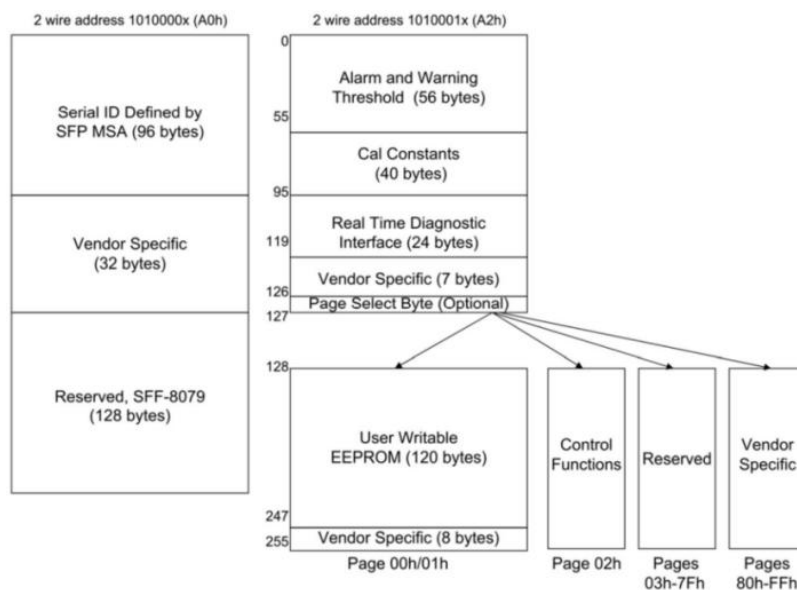 2 wire address 1010000x (A0h)
Serial ID Defined by
SFP MSA (96 bytes)
Vendor Specific
(32 bytes)
Reserved, SFF-8079
(128 bytes)
2 wire address 1010001x (A2h)
0
Alarm and Warning
Threshold (56 bytes)
55
Cal Constants
(40 bytes)
95
Real Time Diagnostic
Interface (24 bytes)
119
Vendor Specific (7 bytes)
126
Page Select Byte (Optional)
127
128
User Writable
EEPROM (120 bytes)
247
Vendor Specific (8 bytes)
255
Page 00h/01h
Control
Functions
Page 02h
Reserved
Pages
03h-7Fh
Vendor
Specific
Pages
80h-FFh